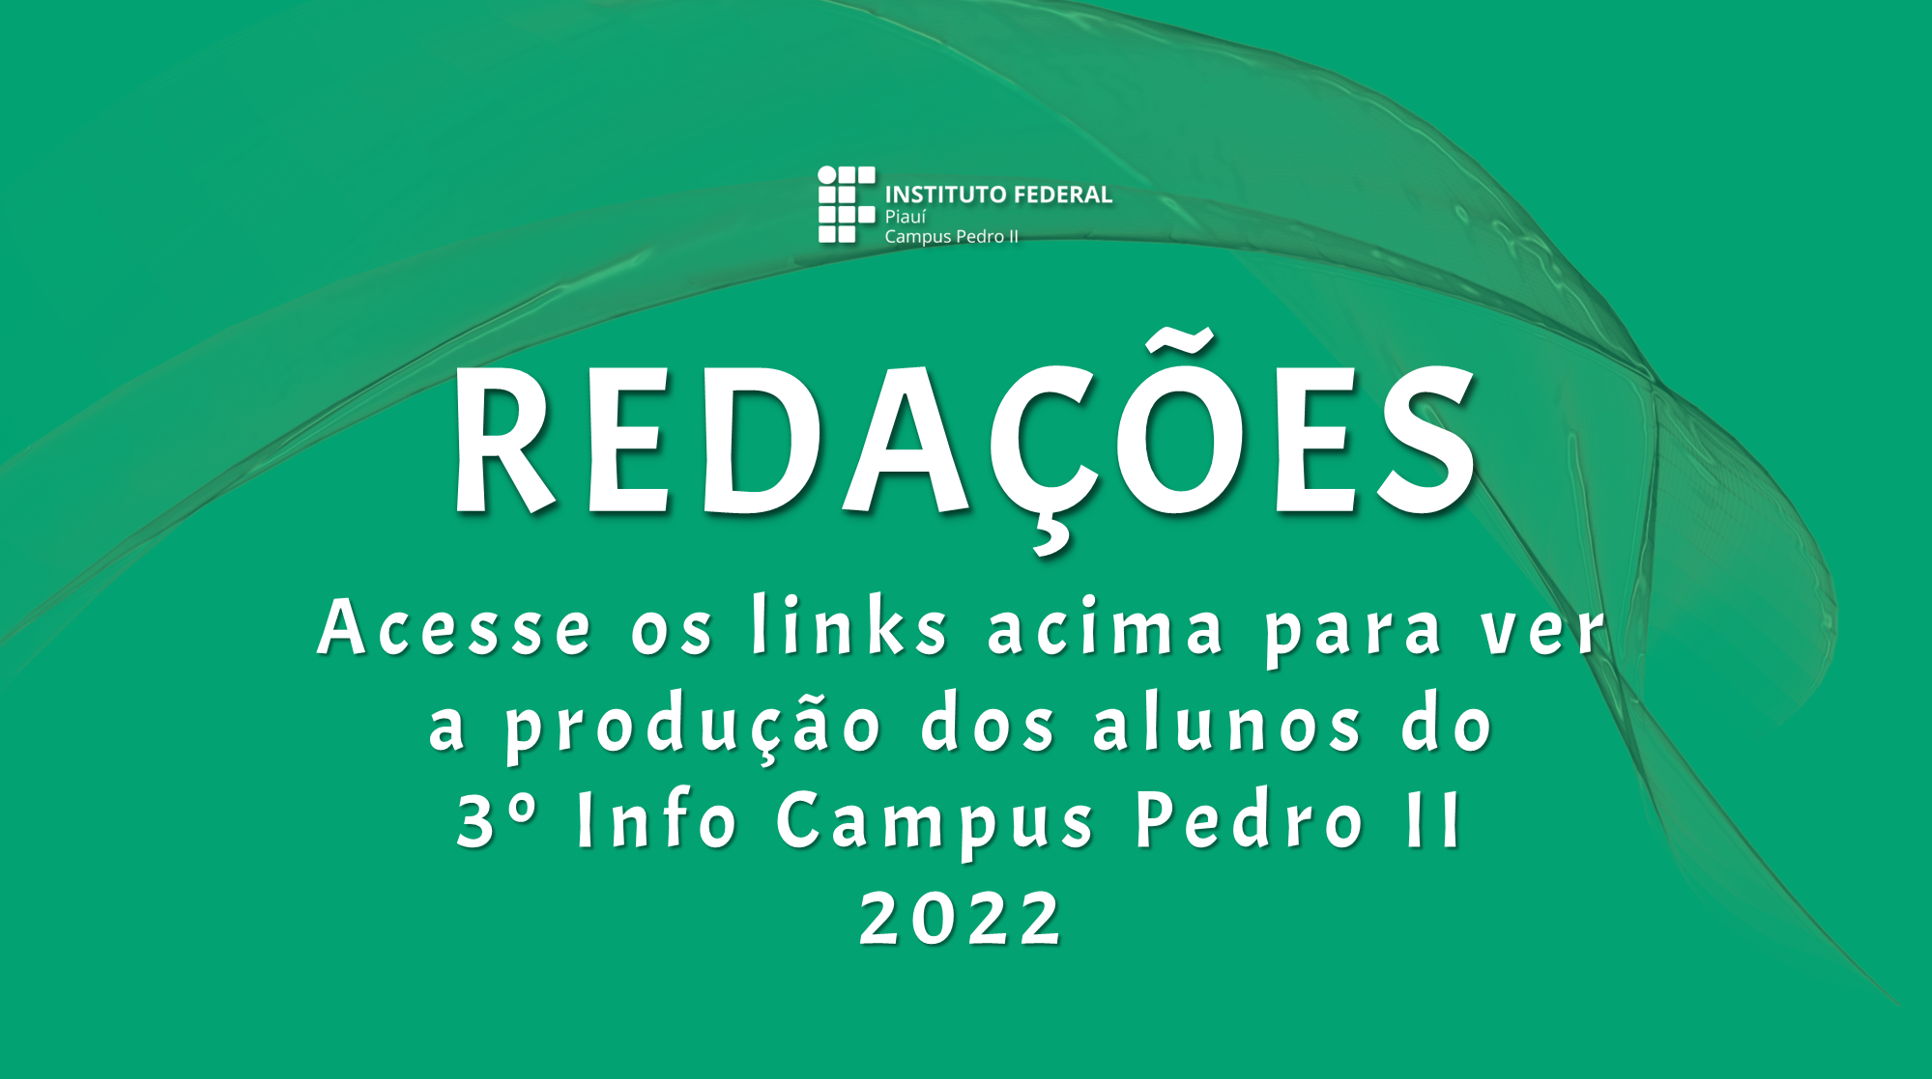 INSTITUTO FEDERAL
Piauí
Campus Pedro II
REDAÇÕES
Acesse os links acima para ver
a produção dos alunos do
3º Info Campus Pedro II
2022